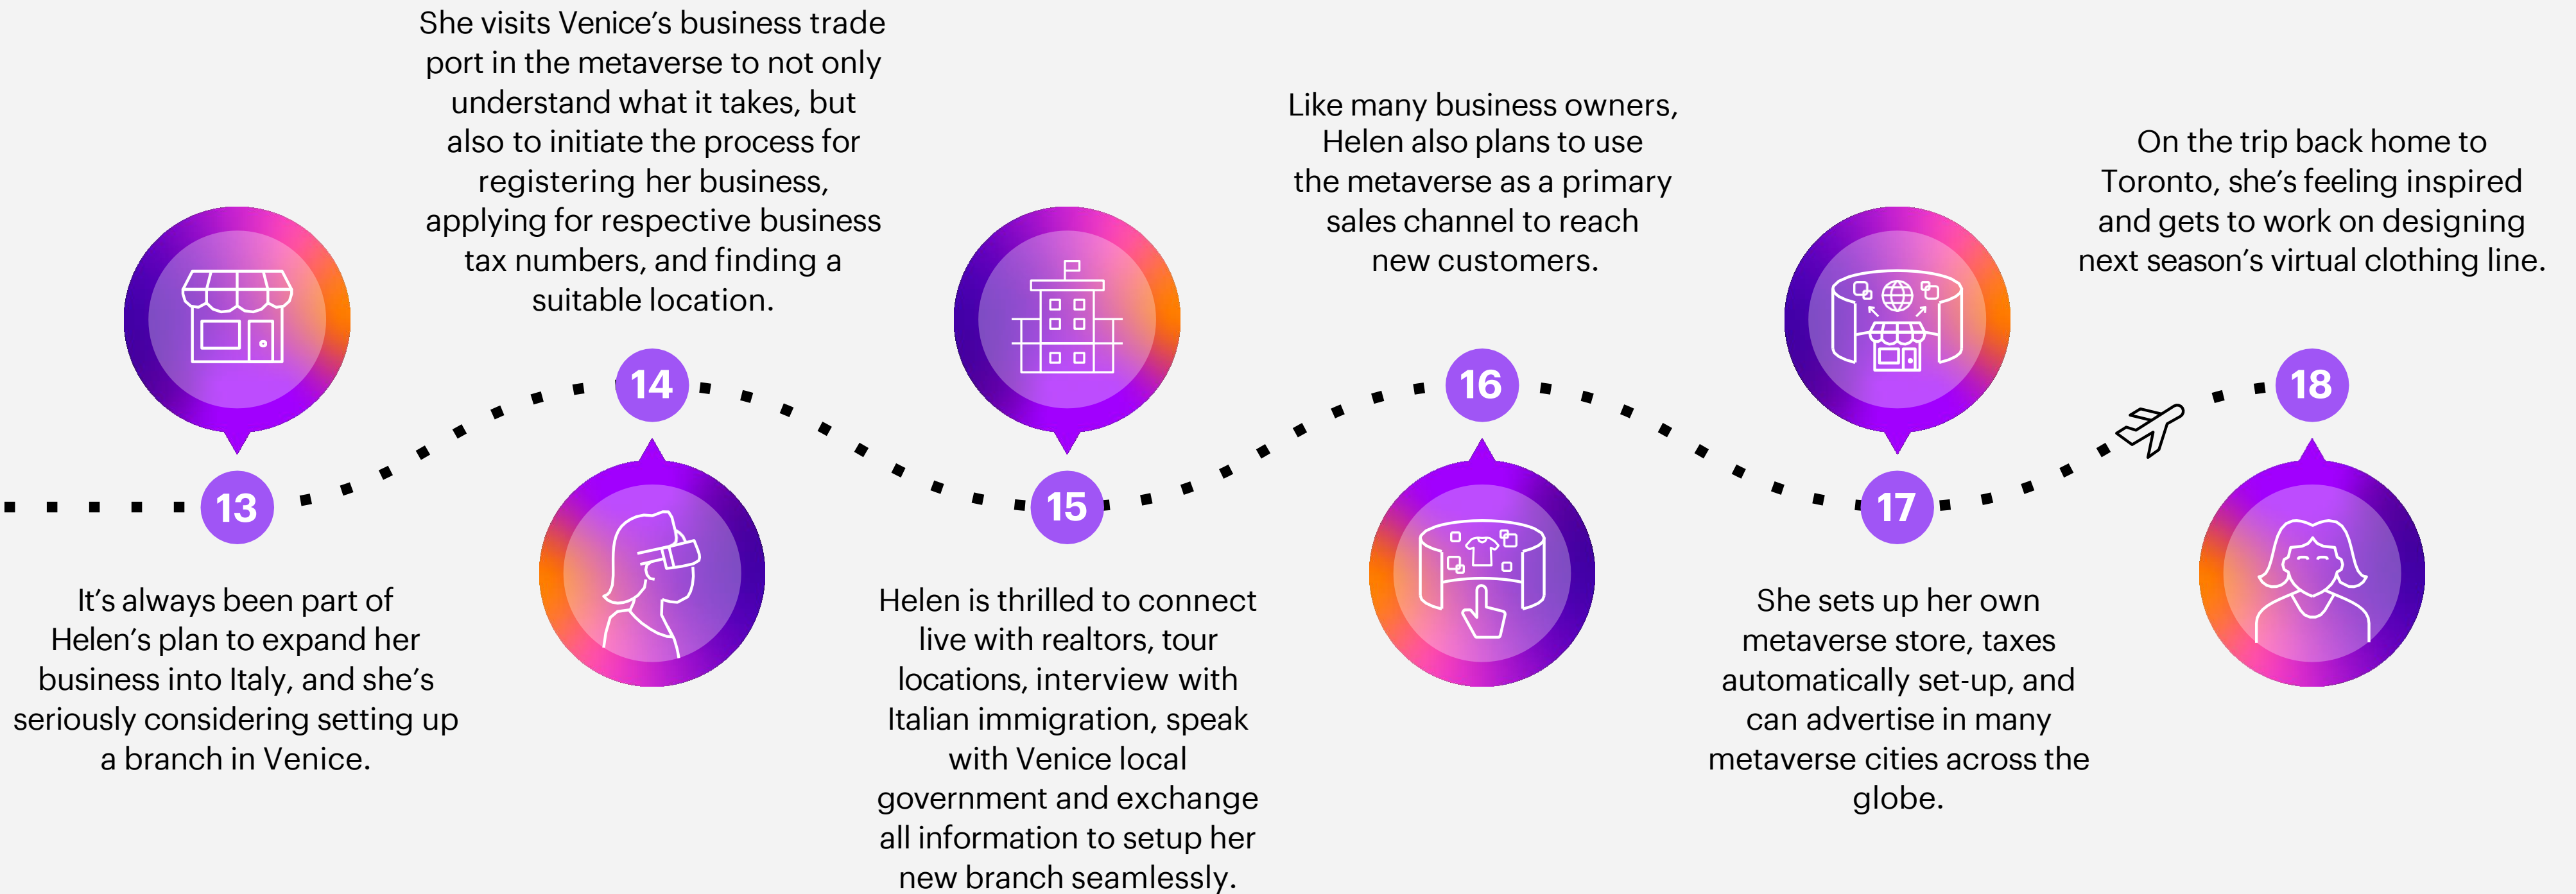 13
It's always been part of
Helen's plan to expand her
business into Italy, and she's
seriously considering setting up
a branch in Venice.
She visits Venice's business trade
port in the metaverse to not only
understand what it takes, but
also to initiate the process for
registering her business,
applying for respective business
tax numbers, and finding a
suitable location.
14
15
Helen is thrilled to connect
live with realtors, tour
locations, interview with
Italian immigration, speak
with Venice local
government and exchange
all information to setup her
new branch seamlessly.
Like many business owners,
Helen also plans to use
the metaverse as a primary
sales channel to reach
new customers.
16
17
She sets up her own
metaverse store, taxes
automatically set-up, and
can advertise in many
metaverse cities across the
globe.
On the trip back home to
Toronto, she's feeling inspired
and gets to work on designing
next season's virtual clothing line.
18